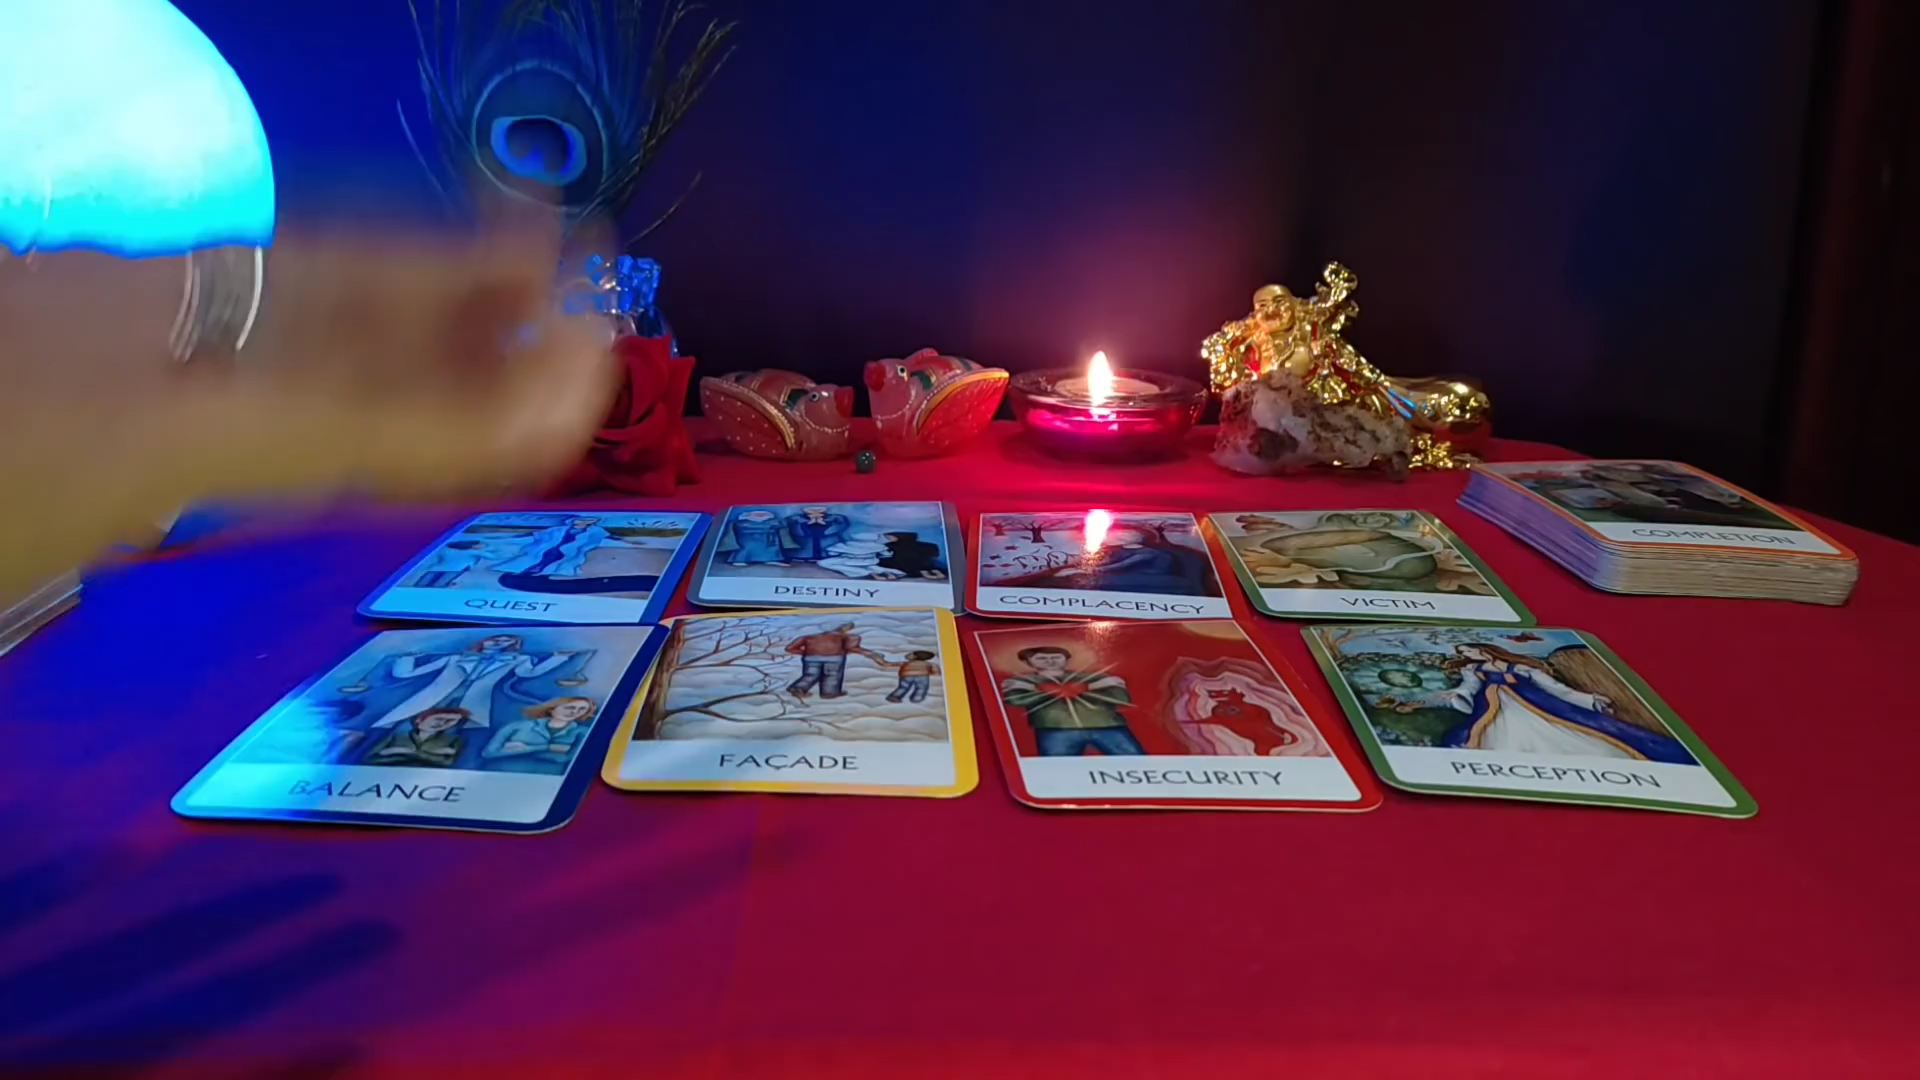 QUEST
DESTINY
COMPLACENCY
VICTIM
COMPLETION
BALANCE
FAÇADE
INSECURITY
PERCEPTION